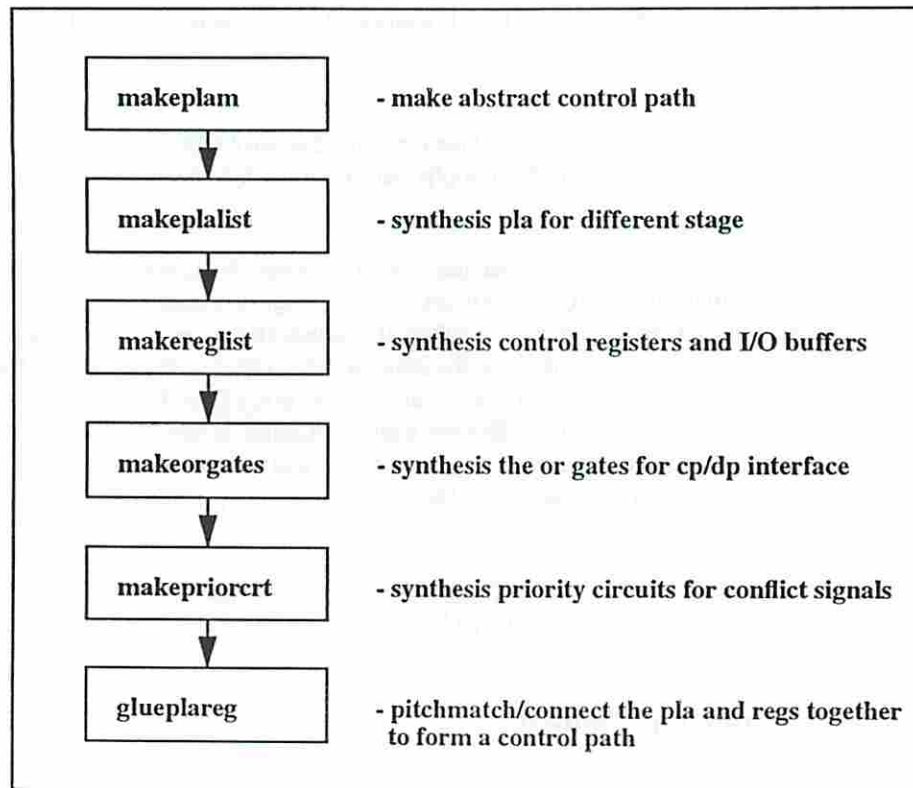 makeplam - make abstract control path
makeplalist - synthesis pla for different stage
makereglist - synthesis control registers and I/O buffers
makeorgates - synthesis the or gates for cp/dp interface
makepriorcrt - synthesis priority circuits for conflict signals
glueplareg - pitchmatch/connect the pla and regs together
to form a control path